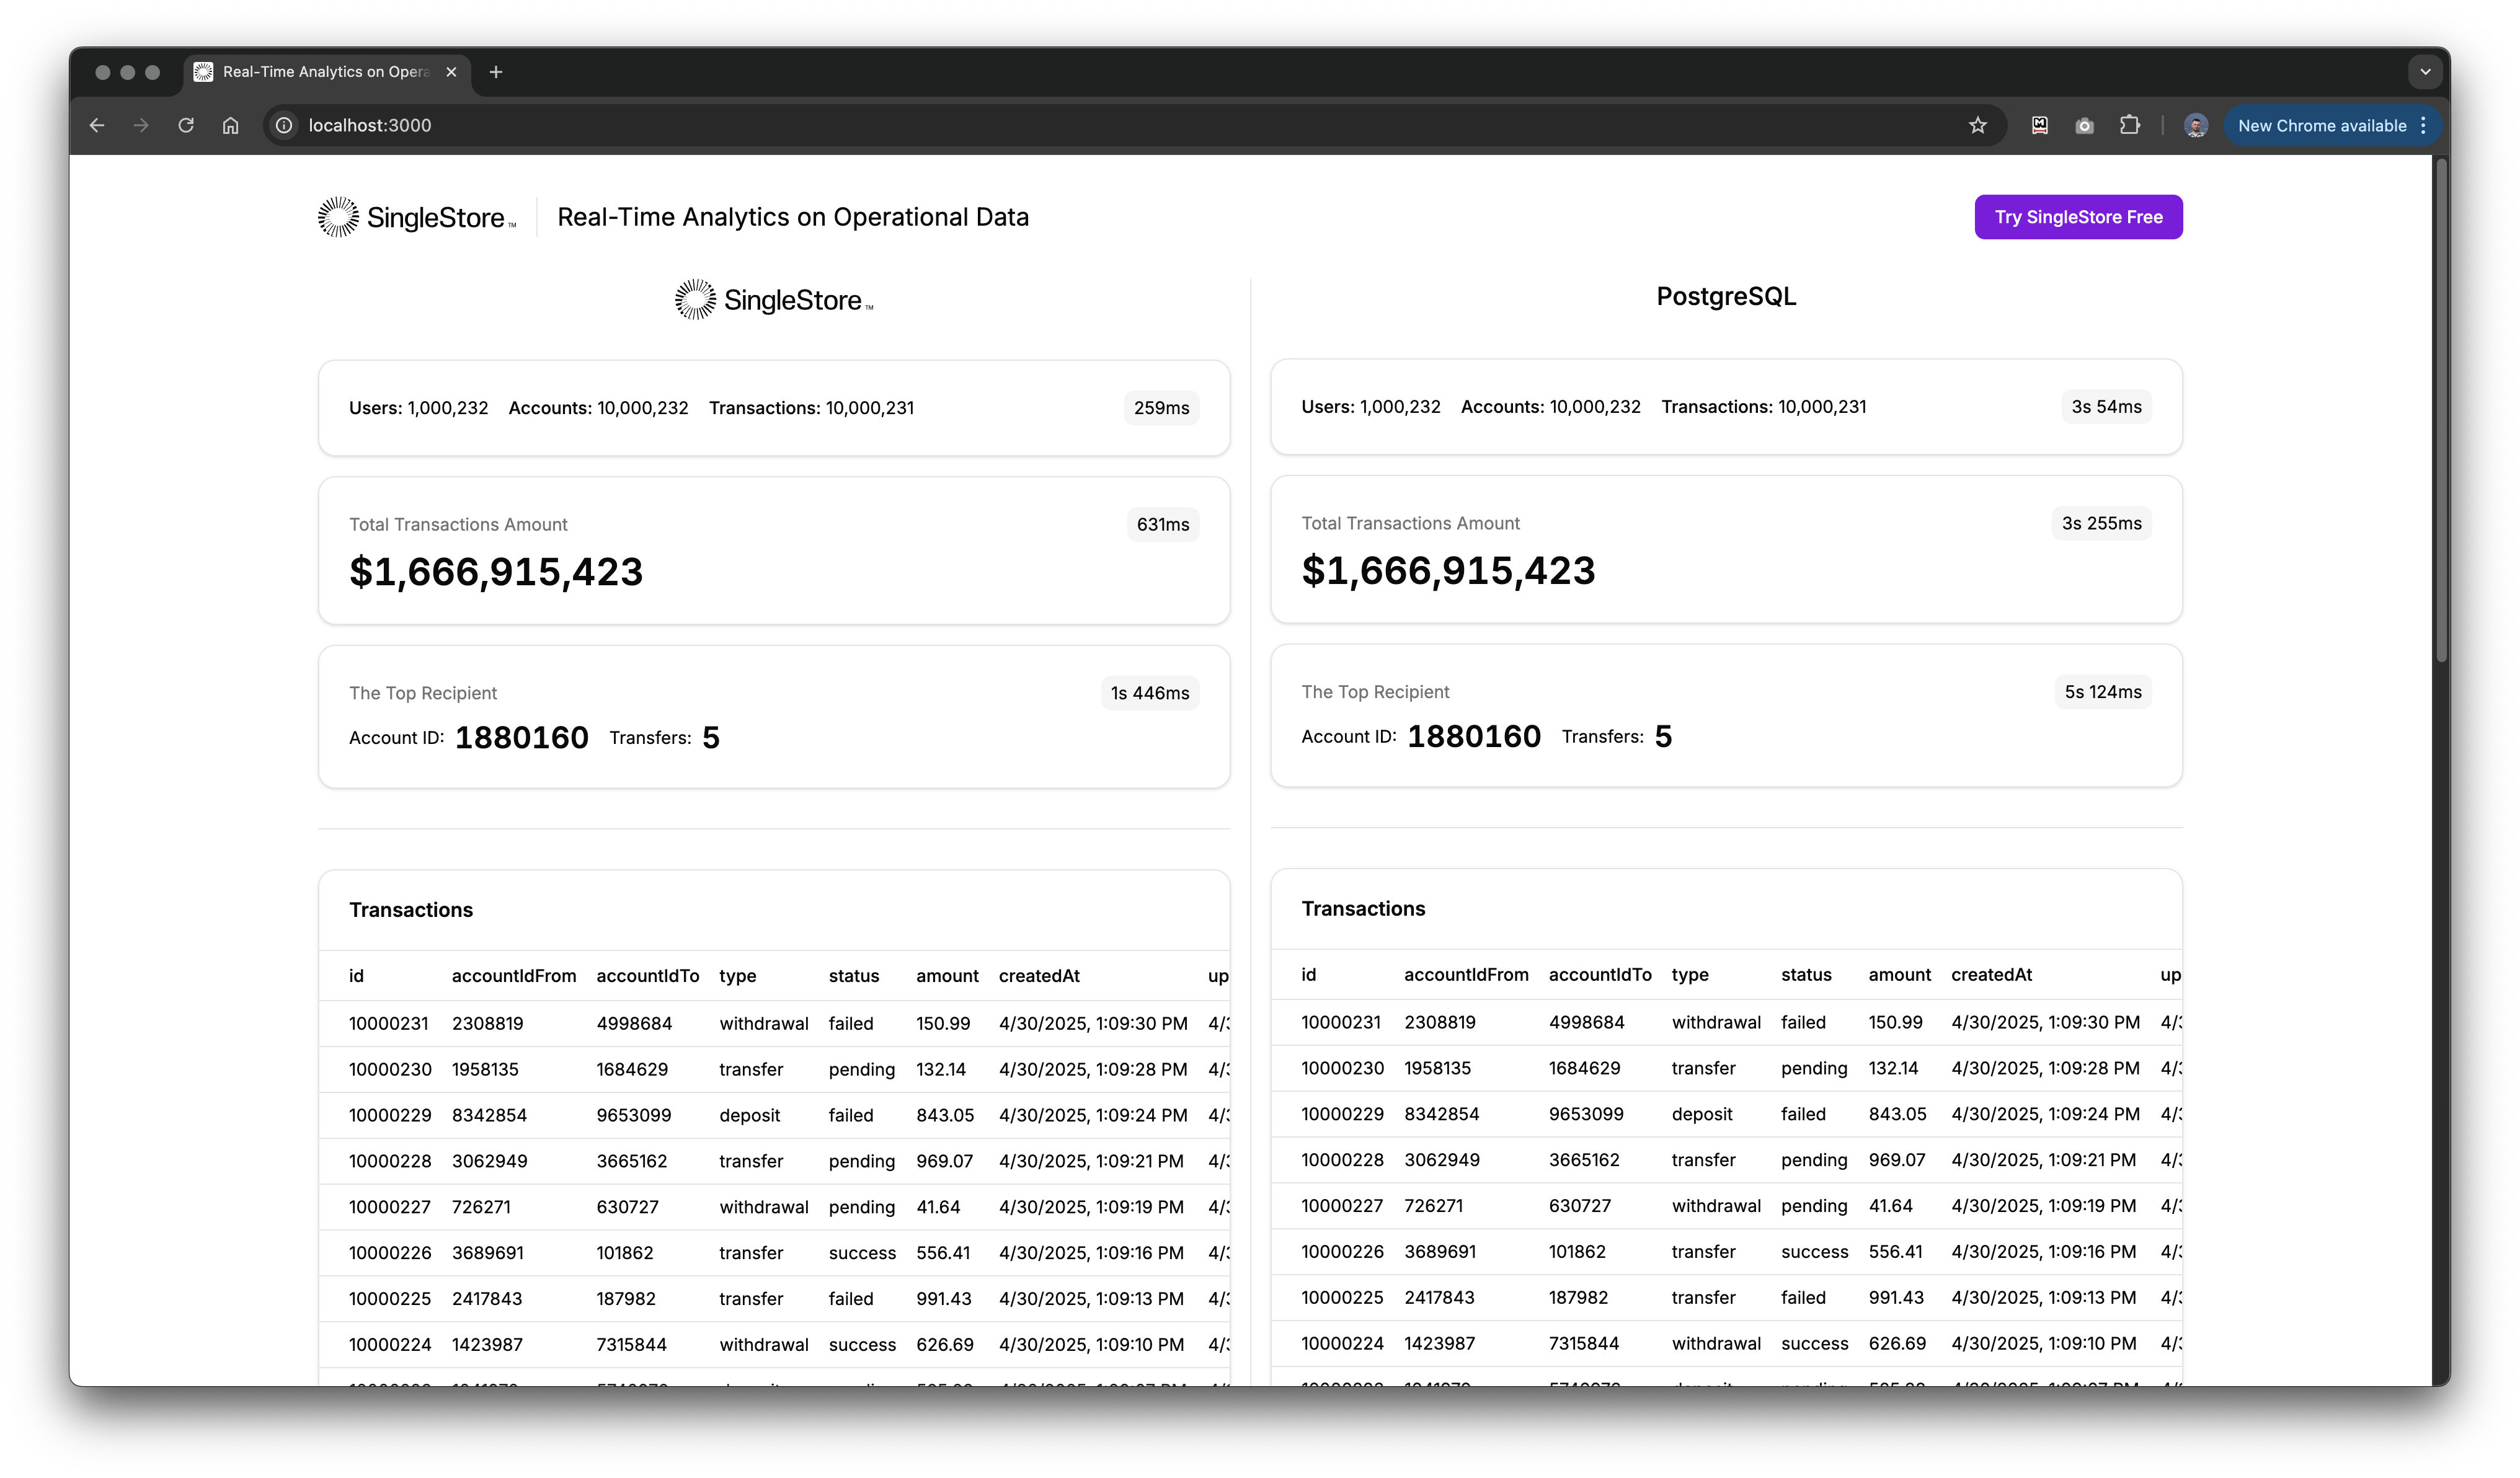 Real-Time Analytics on Opera
localhost:3000
New Chrome available
SingleStore™
Real-Time Analytics on Operational Data
Try SingleStore Free
SingleStore™
Users: 1,000,232 Accounts: 10,000,232 Transactions: 10,000,231
259ms
Total Transactions Amount
631ms
$1,666,915,423
The Top Recipient
1s 446ms
Account ID: 1880160 Transfers: 5
Transactions
id accountIdFrom accountIdTo type status amount createdAt up
10000231 2308819 4998684 withdrawal failed 150.99 4/30/2025, 1:09:30 PM 4/3
10000230 1958135 1684629 transfer pending 132.14 4/30/2025, 1:09:28 PM 4/3
10000229 8342854 9653099 deposit failed 843.05 4/30/2025, 1:09:24 PM 4/3
10000228 3062949 3665162 transfer pending 969.07 4/30/2025, 1:09:21 PM 4/3
10000227 726271 630727 withdrawal pending 41.64 4/30/2025, 1:09:19 PM 4/3
10000226 3689691 101862 transfer success 556.41 4/30/2025, 1:09:16 PM 4/3
10000225 2417843 187982 transfer failed 991.43 4/30/2025, 1:09:13 PM 4/3
10000224 1423987 7315844 withdrawal success 626.69 4/30/2025, 1:09:10 PM 4/3
PostgreSQL
Users: 1,000,232 Accounts: 10,000,232 Transactions: 10,000,231
3s 54ms
Total Transactions Amount
3s 255ms
$1,666,915,423
The Top Recipient
5s 124ms
Account ID: 1880160 Transfers: 5
Transactions
id accountIdFrom accountIdTo type status amount createdAt up
10000231 2308819 4998684 withdrawal failed 150.99 4/30/2025, 1:09:30 PM 4/3
10000230 1958135 1684629 transfer pending 132.14 4/30/2025, 1:09:28 PM 4/3
10000229 8342854 9653099 deposit failed 843.05 4/30/2025, 1:09:24 PM 4/3
10000228 3062949 3665162 transfer pending 969.07 4/30/2025, 1:09:21 PM 4/3
10000227 726271 630727 withdrawal pending 41.64 4/30/2025, 1:09:19 PM 4/3
10000226 3689691 101862 transfer success 556.41 4/30/2025, 1:09:16 PM 4/3
10000225 2417843 187982 transfer failed 991.43 4/30/2025, 1:09:13 PM 4/3
10000224 1423987 7315844 withdrawal success 626.69 4/30/2025, 1:09:10 PM 4/3